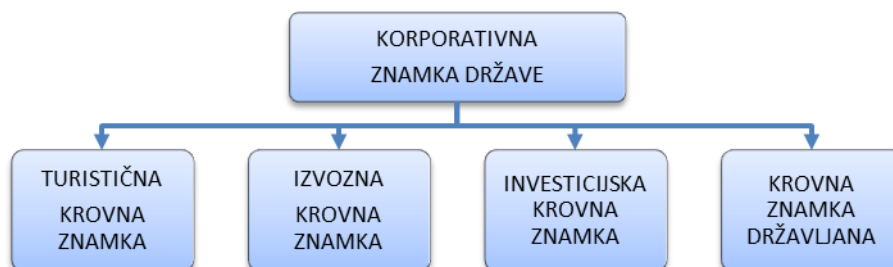 KORPORATIVNA
ZNAMKA DRŽAVE
TURISTIČNA
KROVNA
ZNAMKA
IZVOZNA
KROVNA
ZNAMKA
INVESTICIJSKA
KROVNA
ZNAMKA
KROVNA
ZNAMKA
DRŽAVLJANA